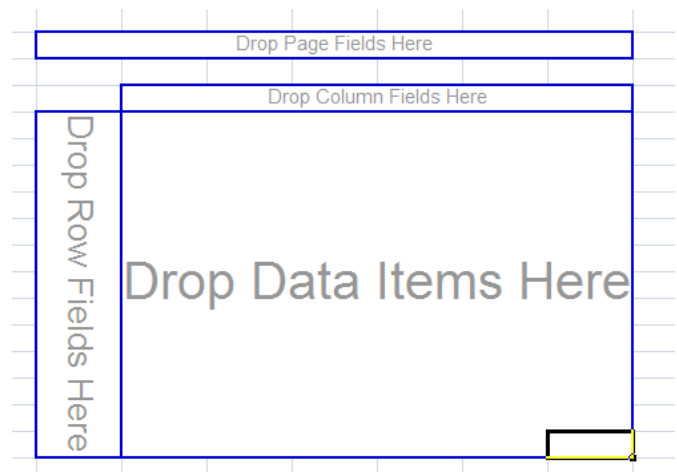 Drop Page Fields Here
Drop Column Fields Here
Drop Row Fields Here
Drop Data Items Here